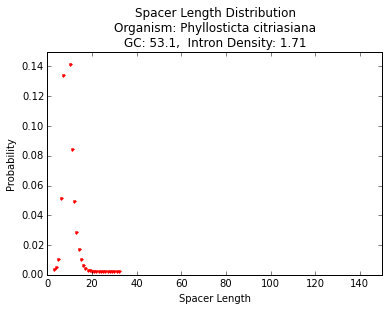 Spacer Length Distribution
Organism: Phyllosticta citriasiana
GC: 53.1,  Intron Density: 1.71
0.14
0.12
0.10
0.08
0.06
0.04
0.02
0.00
Probability
0 20 40 60 80 100 120 140
Spacer Length